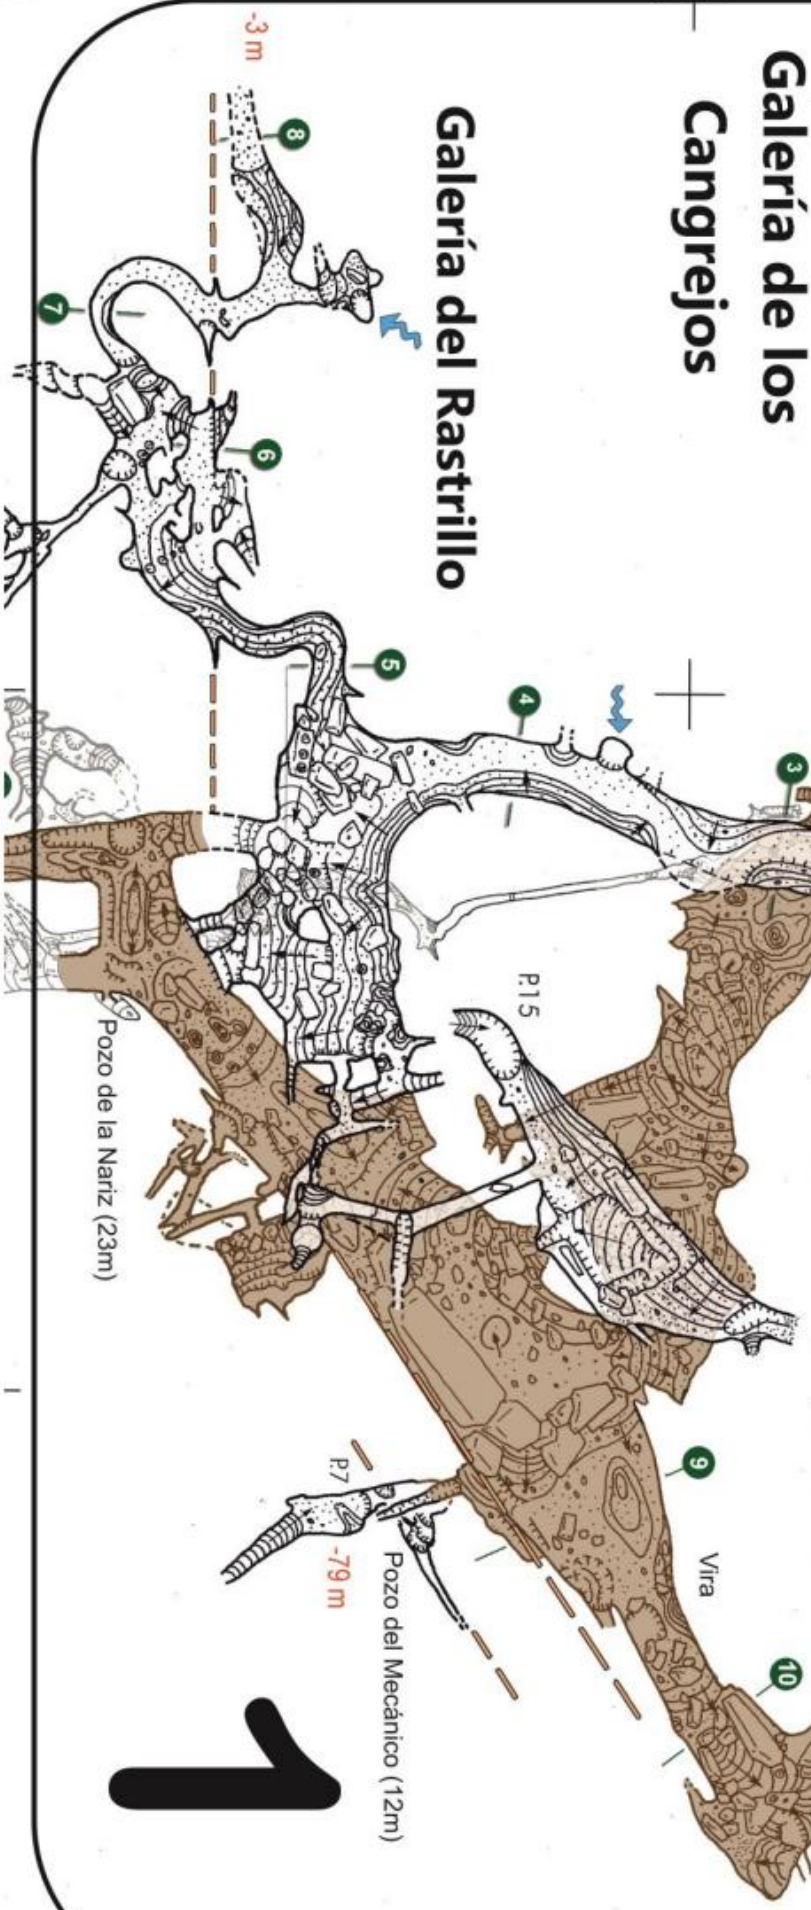 Galería de los
Cangrejos
Galería del Rastrillo
-3 m
8
7
6
5
4
3
P.15
Pozo de la Nariz (23m)
9
Vira
10
P.7
-79 m
Pozo del Mecánico (12m)
1